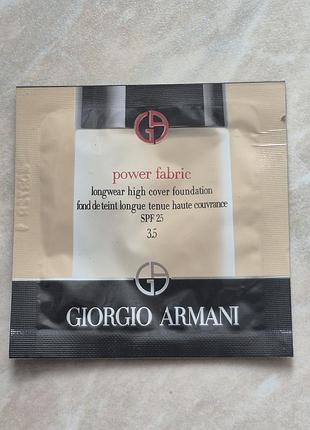 power fabric
longwear high cover foundation
fond de teint longue tenue haute couvrance
SPF 25
3.5
GIORGIO ARMANI